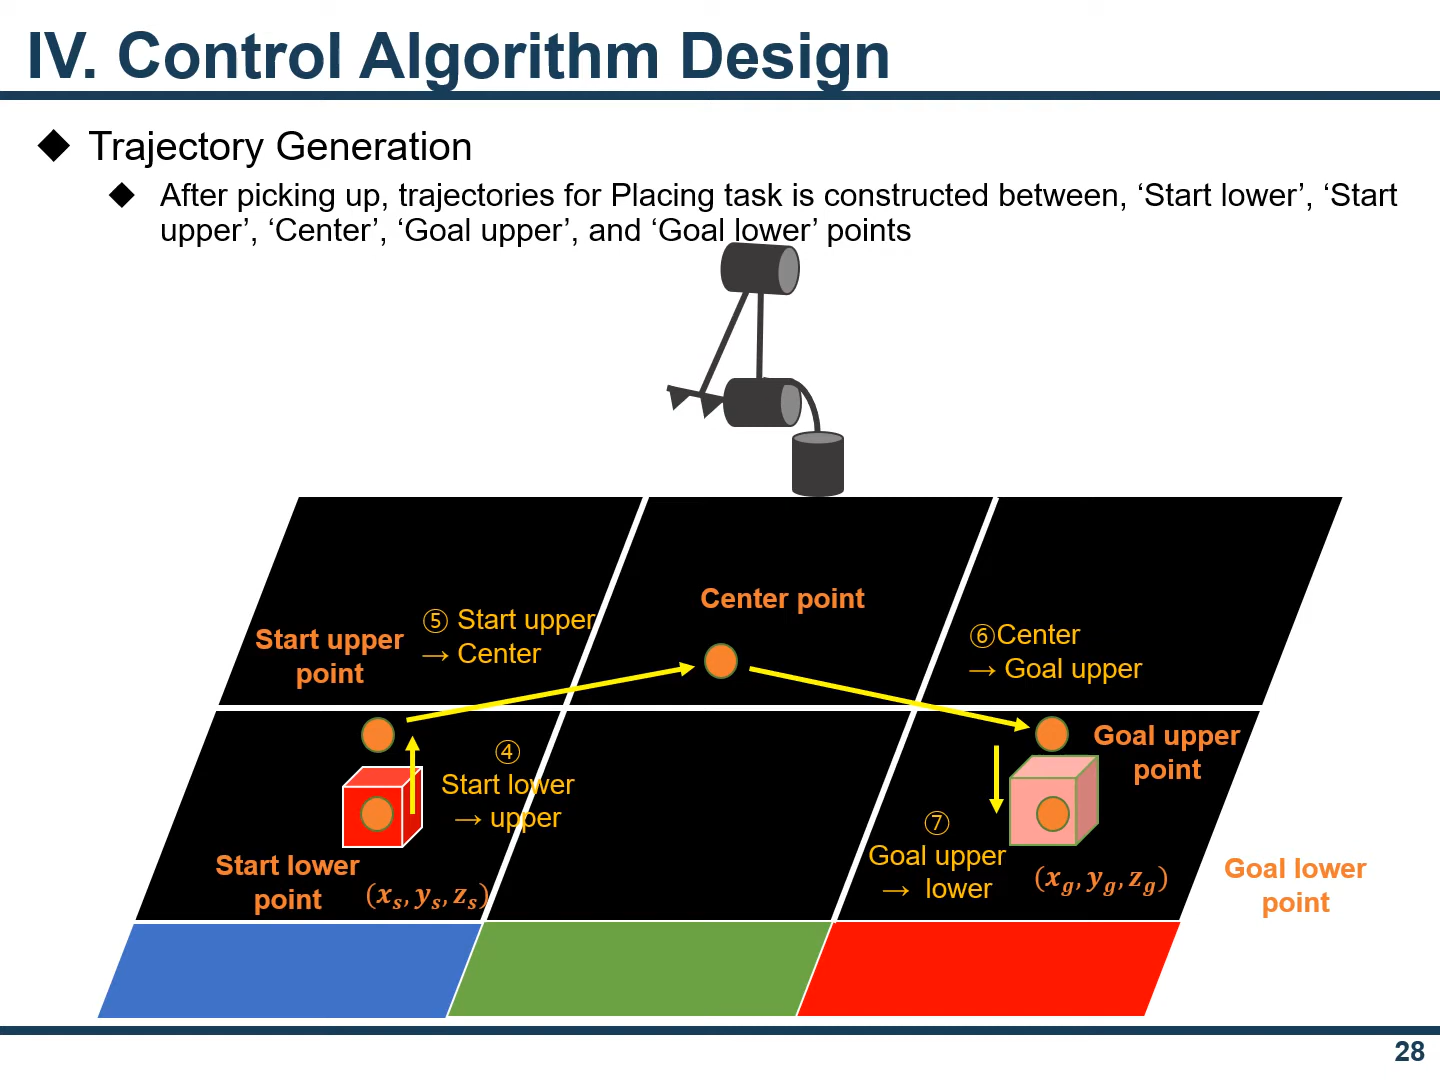 IV. Control Algorithm Design
◆ Trajectory Generation
◆ After picking up, trajectories for Placing task is constructed between, ‘Start lower’, ‘Start
upper’, ‘Center’, ‘Goal upper’, and ‘Goal lower’ points
Center point
Start upper
point
⑤ Start upper
→ Center
⑥Center
→ Goal upper
④
Start lower
→ upper
Goal upper
point
⑦
Goal upper
→ lower
Start lower
point
(xₛ, yₛ, zₛ)
(x_g, y_g, z_g)
Goal lower
point
28